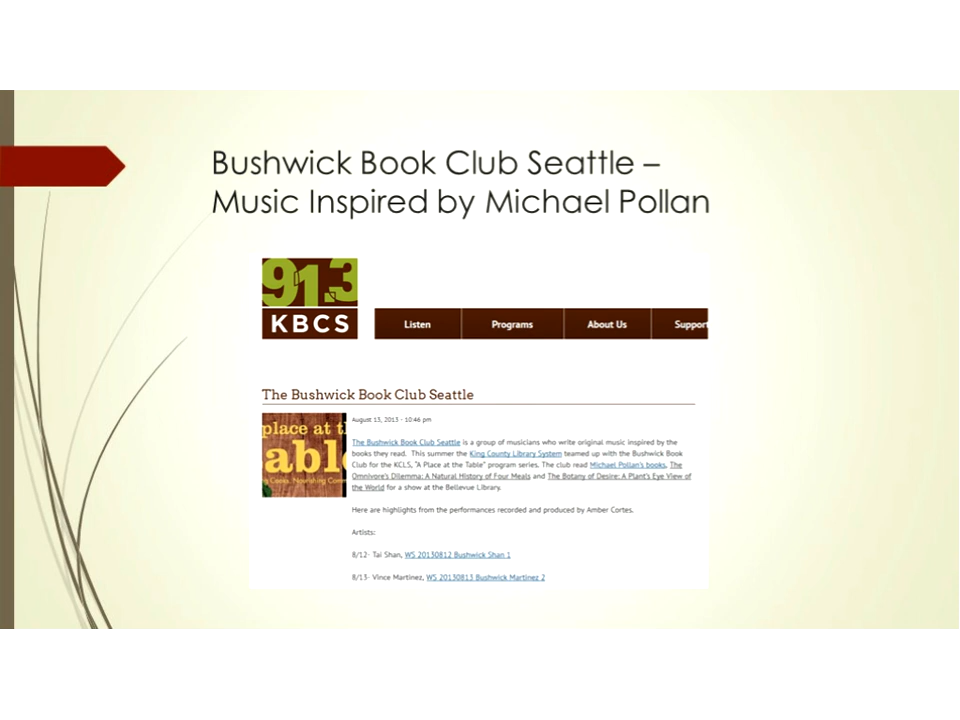 Bushwick Book Club Seattle –
Music Inspired by Michael Pollan
91.3
KBCS
Listen Programs About Us Support
The Bushwick Book Club Seattle
place at t
able
g Cooks, Nourishing Com
August 13, 2013 - 10:46 pm
The Bushwick Book Club Seattle is a group of musicians who write original music inspired by the
books they read. This summer the King County Library System teamed up with the Bushwick Book
Club for the KCLS, "A Place at the Table" program series. The club read Michael Pollan's books, The
Omnivore's Dilemma: A Natural History of Four Meals and The Botany of Desire: A Plant's Eye View of
the World for a show at the Bellevue Library.
Here are highlights from the performances recorded and produced by Amber Cortes.
Artists:
8/12- Tai Shan, WS 20130812 Bushwick Shan 1
8/13- Vince Martinez, WS 20130813 Bushwick Martinez 2